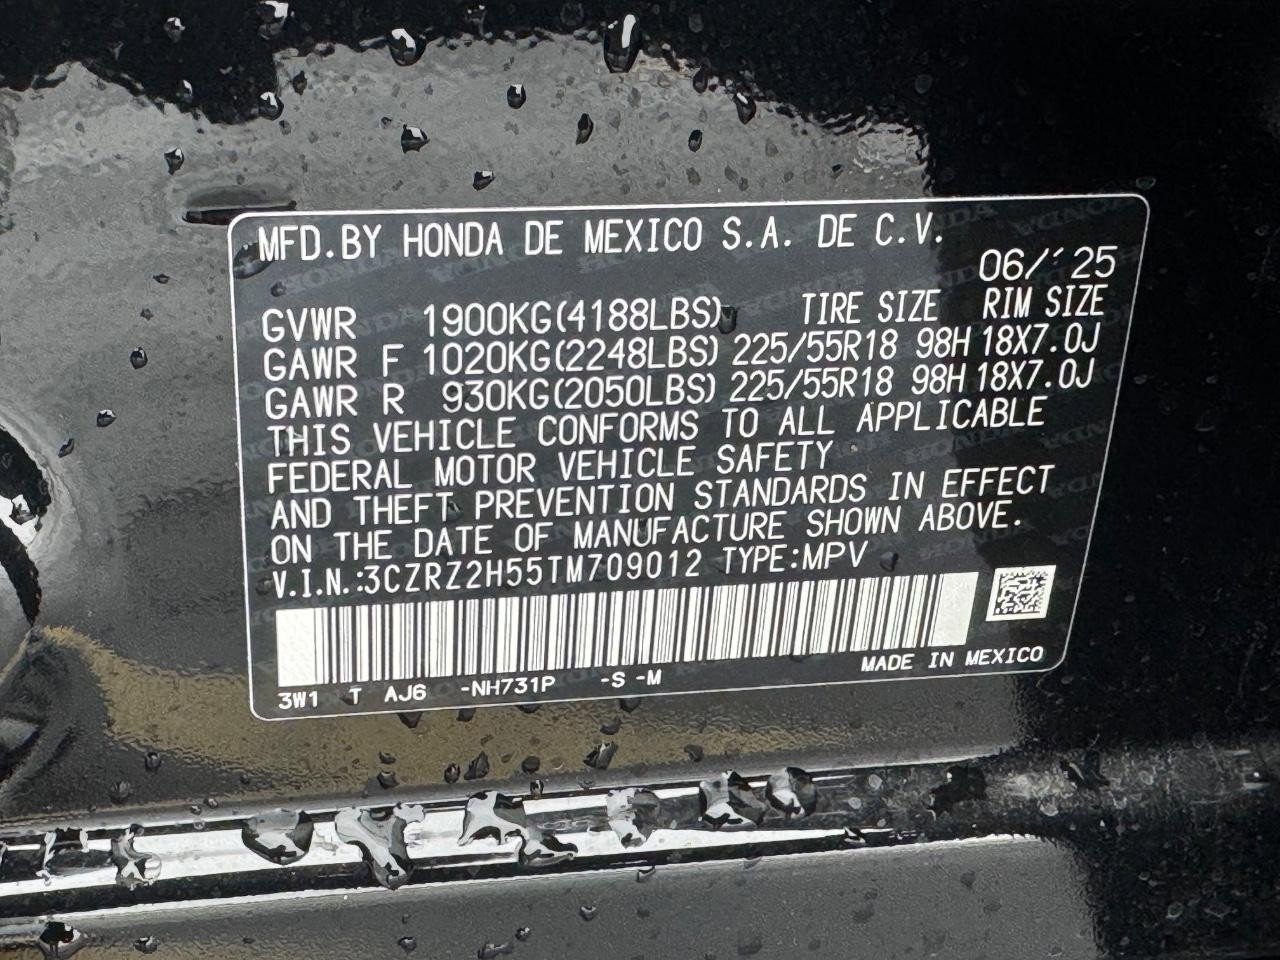 MFD.BY HONDA DE MEXICO S.A. DE C.V.
06/'25
GVWR 1900KG(4188LBS) TIRE SIZE RIM SIZE
GAWR F 1020KG(2248LBS) 225/55R18 98H 18X7.0J
GAWR R 930KG(2050LBS) 225/55R18 98H 18X7.0J
THIS VEHICLE CONFORMS TO ALL APPLICABLE
FEDERAL MOTOR VEHICLE SAFETY
AND THEFT PREVENTION STANDARDS IN EFFECT
ON THE DATE OF MANUFACTURE SHOWN ABOVE.
V.I.N.:3CZRZ2H55TM709012 TYPE:MPV
3W1 T AJ6 -NH731P -S -M MADE IN MEXICO